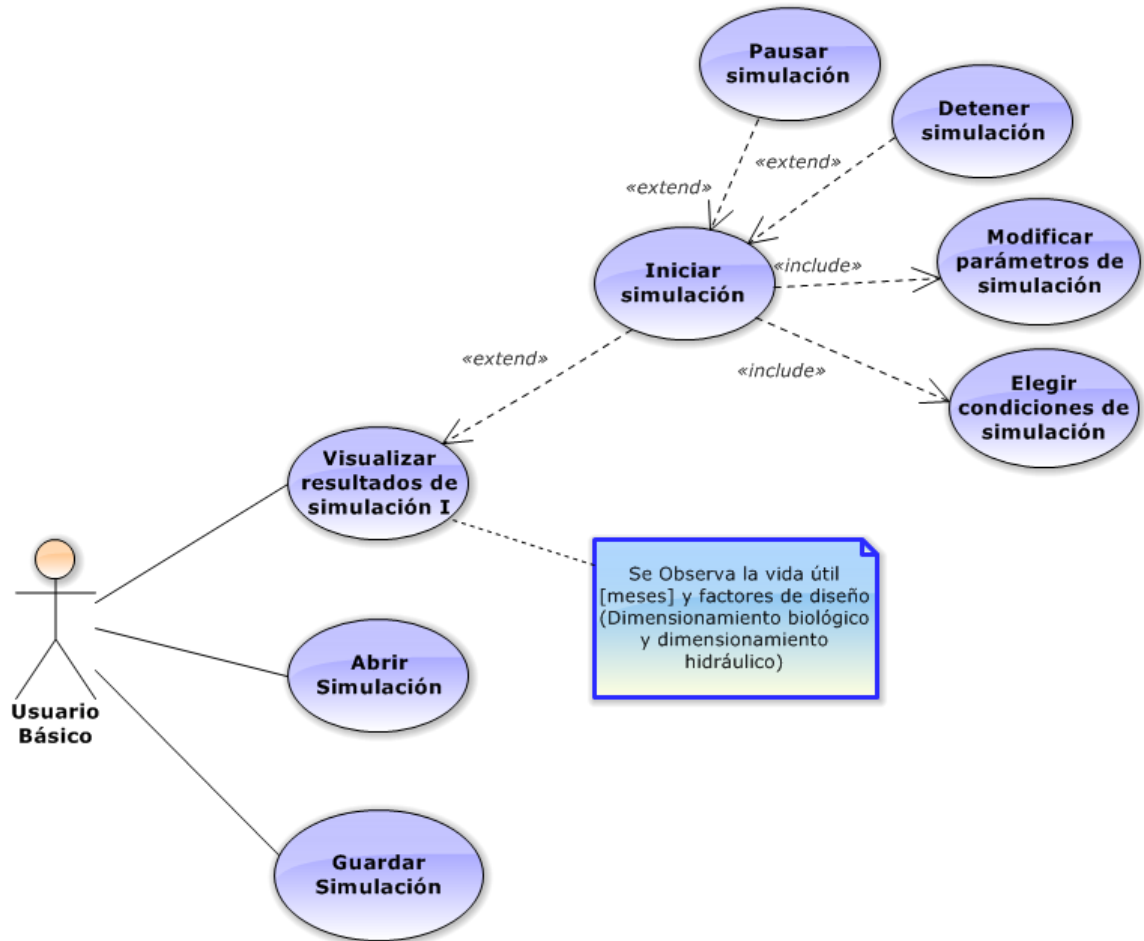 Pausar
simulación
Detener
simulación
«extend»
«extend»
Iniciar
simulación
«include»
Modificar
parámetros de
simulación
«extend»
«include»
Elegir
condiciones de
simulación
Visualizar
resultados de
simulación I
Se Observa la vida útil
[meses] y factores de diseño
(Dimensionamiento biológico
y dimensionamiento
hidráulico)
Abrir
Simulación
Usuario
Básico
Guardar
Simulación